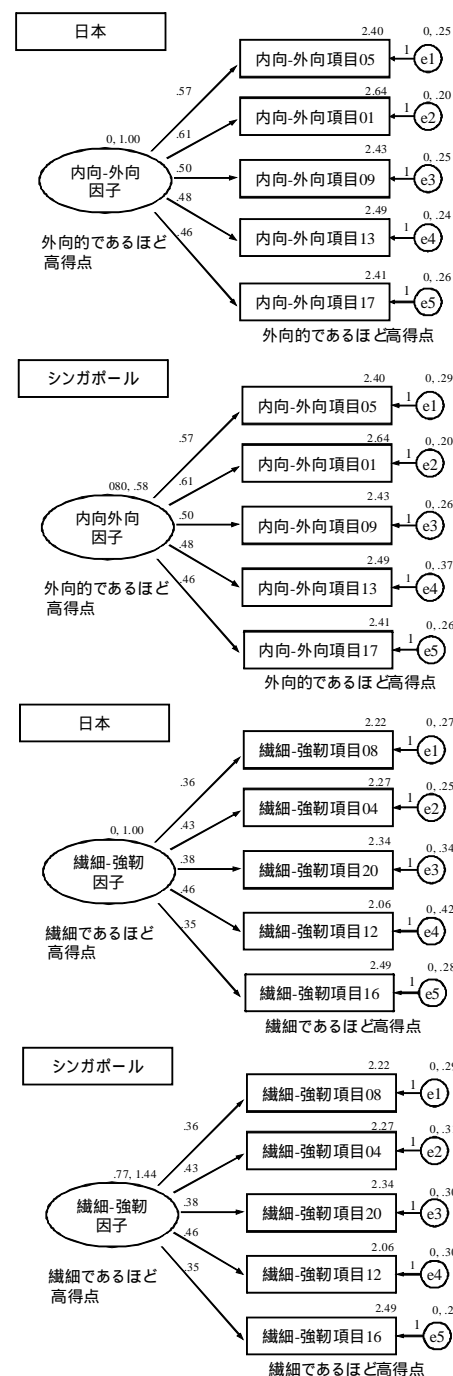 日本
2.40
0, .25
内向-外向項目05
1
e1
.57
2.64
0, .20
内向-外向項目01
1
e2
.61
0, 1.00
2.43
0, .25
内向-外向
因子
.50
内向-外向項目09
1
e3
.48
2.49
0, .24
内向-外向項目13
1
e4
外向的であるほど
高得点
.46
2.41
0, .26
内向-外向項目17
1
e5
外向的であるほど高得点
シンガポール
2.40
0, .29
内向-外向項目05
1
e1
.57
2.64
0, .20
内向-外向項目01
1
e2
.61
080, .58
2.43
0, .26
内向外向
因子
.50
内向-外向項目09
1
e3
.48
2.49
0, .37
内向-外向項目13
1
e4
外向的であるほど
高得点
.46
2.41
0, .26
内向-外向項目17
1
e5
外向的であるほど高得点
日本
2.22
0, .27
繊細-強靭項目08
1
e1
.36
2.27
0, .25
繊細-強靭項目04
1
e2
.43
0, 1.00
2.34
0, .34
繊細-強靭
因子
.38
繊細-強靭項目20
1
e3
.46
2.06
0, .42
繊細-強靭項目12
1
e4
繊細であるほど
高得点
.35
2.49
0, .28
繊細-強靭項目16
1
e5
繊細であるほど高得点
シンガポール
2.22
繊細-強靭項目08
1
e1
.36
2.27
繊細-強靭項目04
1
e2
.43
.77, 1.44
2.34
繊細-強靭
因子
.38
繊細-強靭項目20
1
e3
.46
2.06
繊細-強靭項目12
1
e4
繊細であるほど
高得点
.35
2.49
繊細-強靭項目16
1
e5
繊細であるほど高得点